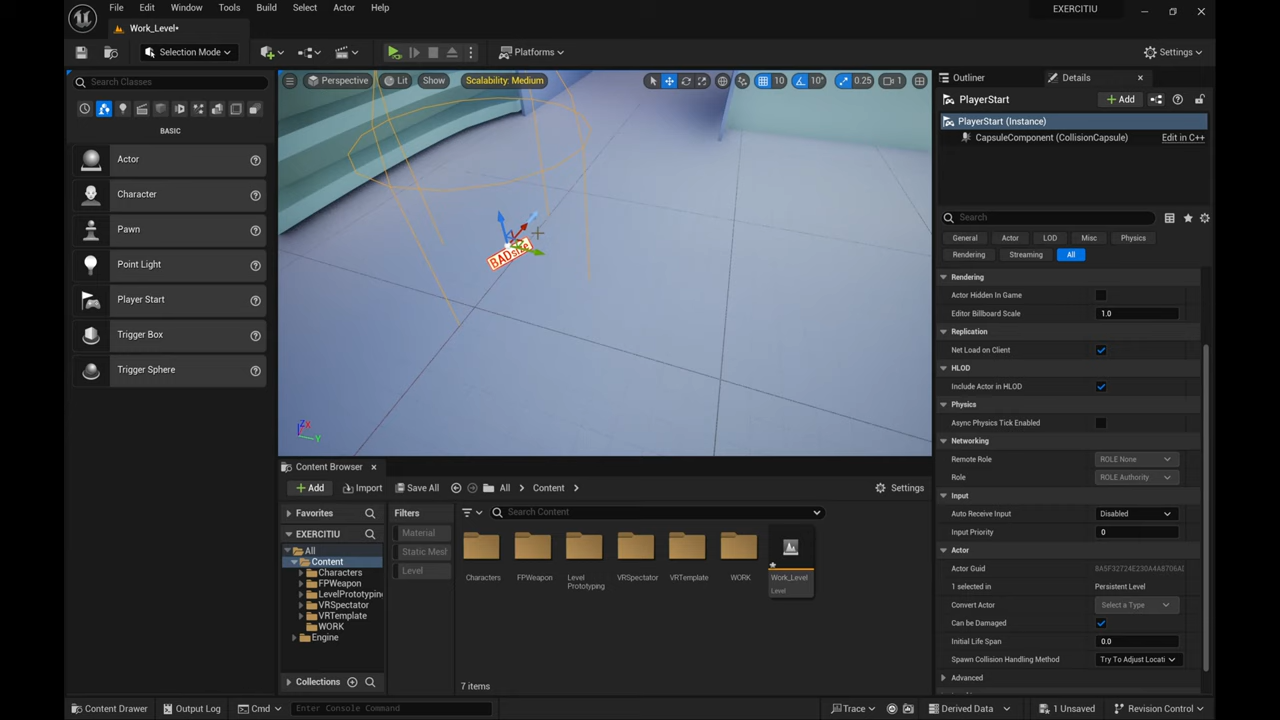 File Edit Window Tools Build Select Actor Help
EXERCITIU
Work_Level•
Selection Mode
Platforms
Settings
Search Classes
Perspective Lit Show Scalability: Medium
10 10° 0.25 1
Outliner Details
BASIC
PlayerStart
Add
PlayerStart (Instance)
CapsuleComponent (CollisionCapsule) Edit in C++
Actor
Character
Pawn
Point Light
Player Start
Trigger Box
Trigger Sphere
BADsize
Z X
Y
Search
General Actor LOD Misc Physics
Rendering Streaming All
Rendering
Actor Hidden In Game
Editor Billboard Scale 1.0
Replication
Net Load on Client
HLOD
Include Actor in HLOD
Physics
Async Physics Tick Enabled
Networking
Remote Role ROLE None
Role ROLE Authority
Input
Auto Receive Input Disabled
Input Priority 0
Actor
Actor Guid 8A5F32724E230A4A8706AD
1 selected in Persistent Level
Convert Actor Select a Type
Can be Damaged
Initial Life Span 0.0
Spawn Collision Handling Method Try To Adjust Locati
Advanced
Content Browser
Add Import Save All All Content Settings
Favorites
EXERCITIU
All
Content
Characters
FPWeapon
LevelPrototyping
VRSpectator
VRTemplate
WORK
Engine
Collections
Filters
Material
Static Mesh
Level
Search Content
Characters FPWeapon Level Prototyping VRSpectator VRTemplate WORK Work_Level
Level
7 items
Content Drawer Output Log Cmd Enter Console Command Trace Derived Data 1 Unsaved Revision Control